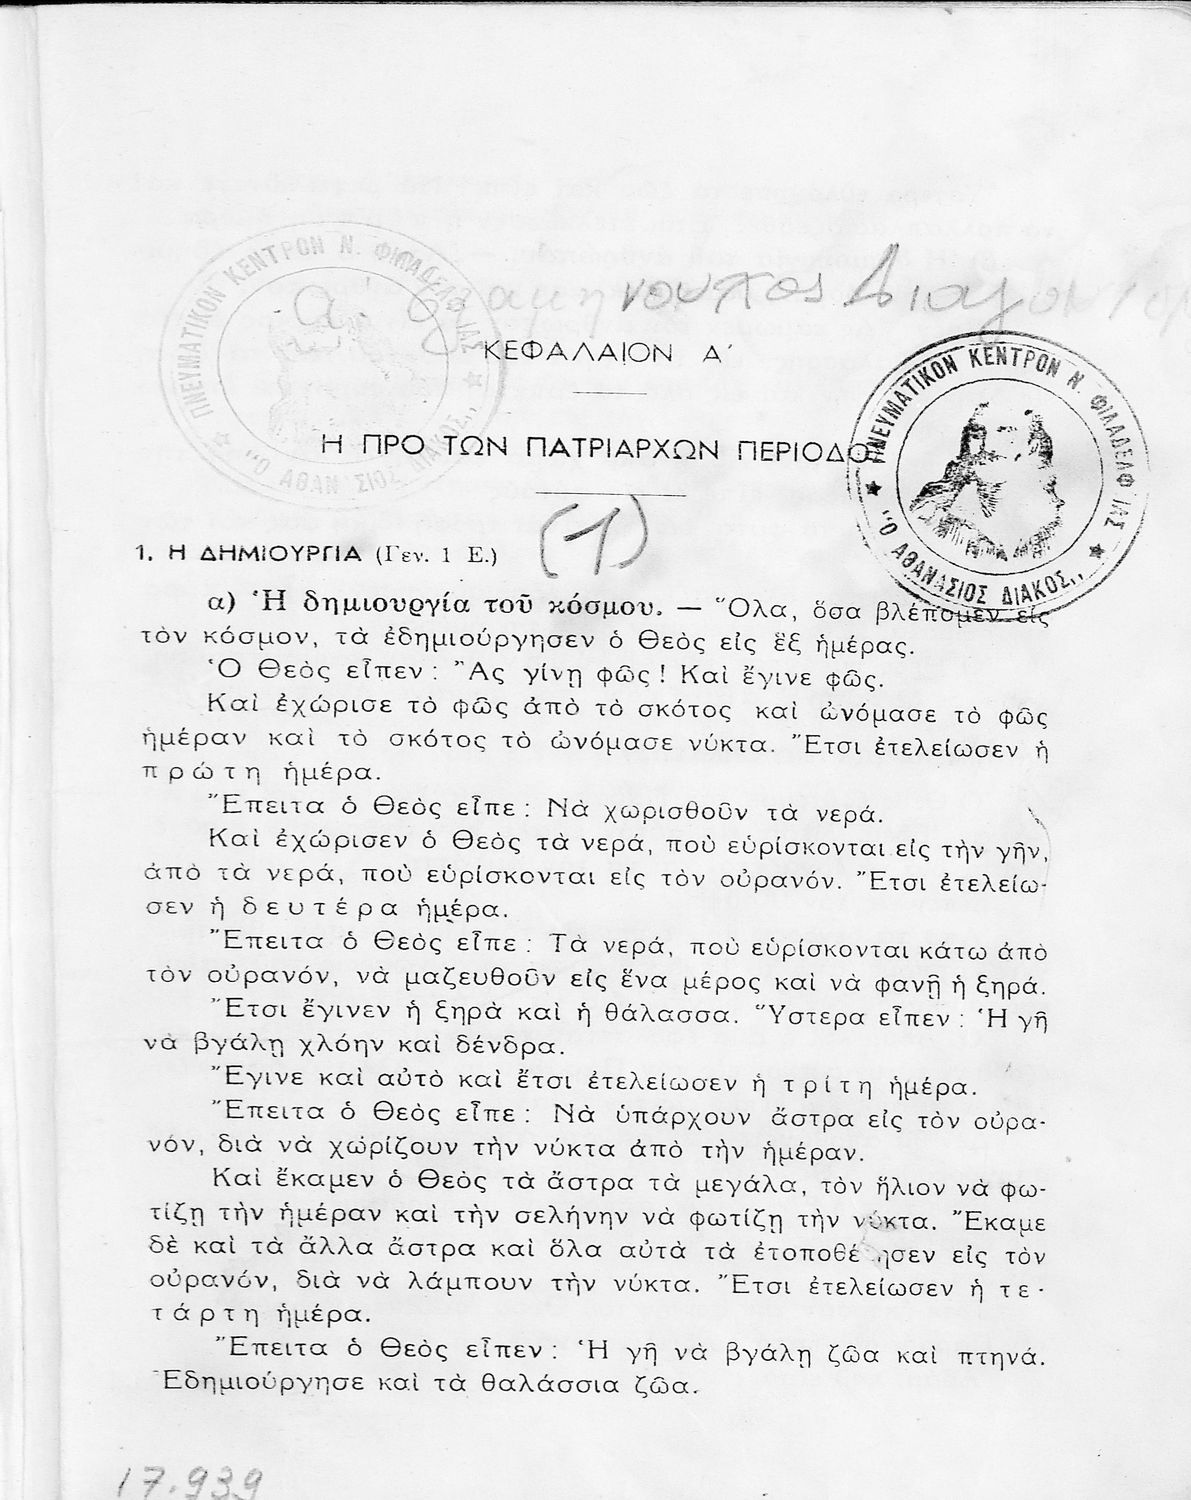 ΠΝΕΥΜΑΤΙΚΟΝ ΚΕΝΤΡΟΝ Ν. ΦΙΛΑΔΕΛΦΙΑΣ
,,Ο ΑΘΑΝΑΣΙΟΣ ΔΙΑΚΟΣ,,
ΚΕΦΑΛΑΙΟΝ Α΄
ΠΝΕΥΜΑΤΙΚΟΝ ΚΕΝΤΡΟΝ Ν. ΦΙΛΑΔΕΛΦΙΑΣ
,,Ο ΑΘΑΝΑΣΙΟΣ ΔΙΑΚΟΣ,,
Η ΠΡΟ ΤΩΝ ΠΑΤΡΙΑΡΧΩΝ ΠΕΡΙΟΔΟΣ
(1)
1. Η ΔΗΜΙΟΥΡΓΙΑ (Γεν. 1 Ε.)
α) Ἡ δημιουργία τοῦ κόσμου. — Ὅλα, ὅσα βλέπομεν εἰς
τὸν κόσμον, τὰ ἐδημιούργησεν ὁ Θεὸς εἰς ἓξ ἡμέρας.
Ὁ Θεὸς εἶπεν : Ἂς γίνῃ φῶς ! Καὶ ἔγινε φῶς.
Καὶ ἐχώρισε τὸ φῶς ἀπὸ τὸ σκότος καὶ ὠνόμασε τὸ φῶς
ἡμέραν καὶ τὸ σκότος τὸ ὠνόμασε νύκτα. Ἔτσι ἐτελείωσεν ἡ
πρώτη ἡμέρα.
Ἔπειτα ὁ Θεὸς εἶπε : Νὰ χωρισθοῦν τὰ νερά.
Καὶ ἐχώρισεν ὁ Θεὸς τὰ νερά, ποὺ εὑρίσκονται εἰς τὴν γῆν,
ἀπὸ τὰ νερά, ποὺ εὑρίσκονται εἰς τὸν οὐρανόν. Ἔτσι ἐτελείω-
σεν ἡ δευτέρα ἡμέρα.
Ἔπειτα ὁ Θεὸς εἶπε : Τὰ νερά, ποὺ εὑρίσκονται κάτω ἀπὸ
τὸν οὐρανόν, νὰ μαζευθοῦν εἰς ἕνα μέρος καὶ νὰ φανῇ ἡ ξηρά.
Ἔτσι ἔγινεν ἡ ξηρὰ καὶ ἡ θάλασσα. Ὕστερα εἶπεν : Ἡ γῆ
νὰ βγάλῃ χλόην καὶ δένδρα.
Ἔγινε καὶ αὐτὸ καὶ ἔτσι ἐτελείωσεν ἡ τρίτη ἡμέρα.
Ἔπειτα ὁ Θεὸς εἶπε : Νὰ ὑπάρχουν ἄστρα εἰς τὸν οὐρα-
νόν, διὰ νὰ χωρίζουν τὴν νύκτα ἀπὸ τὴν ἡμέραν.
Καὶ ἔκαμεν ὁ Θεὸς τὰ ἄστρα τὰ μεγάλα, τὸν ἥλιον νὰ φω-
τίζῃ τὴν ἡμέραν καὶ τὴν σελήνην νὰ φωτίζῃ τὴν νύκτα. Ἔκαμε
δὲ καὶ τὰ ἄλλα ἄστρα καὶ ὅλα αὐτὰ τὰ ἐτοποθέτησεν εἰς τὸν
οὐρανόν, διὰ νὰ λάμπουν τὴν νύκτα. Ἔτσι ἐτελείωσεν ἡ τε-
τάρτη ἡμέρα.
Ἔπειτα ὁ Θεὸς εἶπεν : Ἡ γῆ νὰ βγάλῃ ζῶα καὶ πτηνά.
Ἐδημιούργησε καὶ τὰ θαλάσσια ζῶα.
17.939